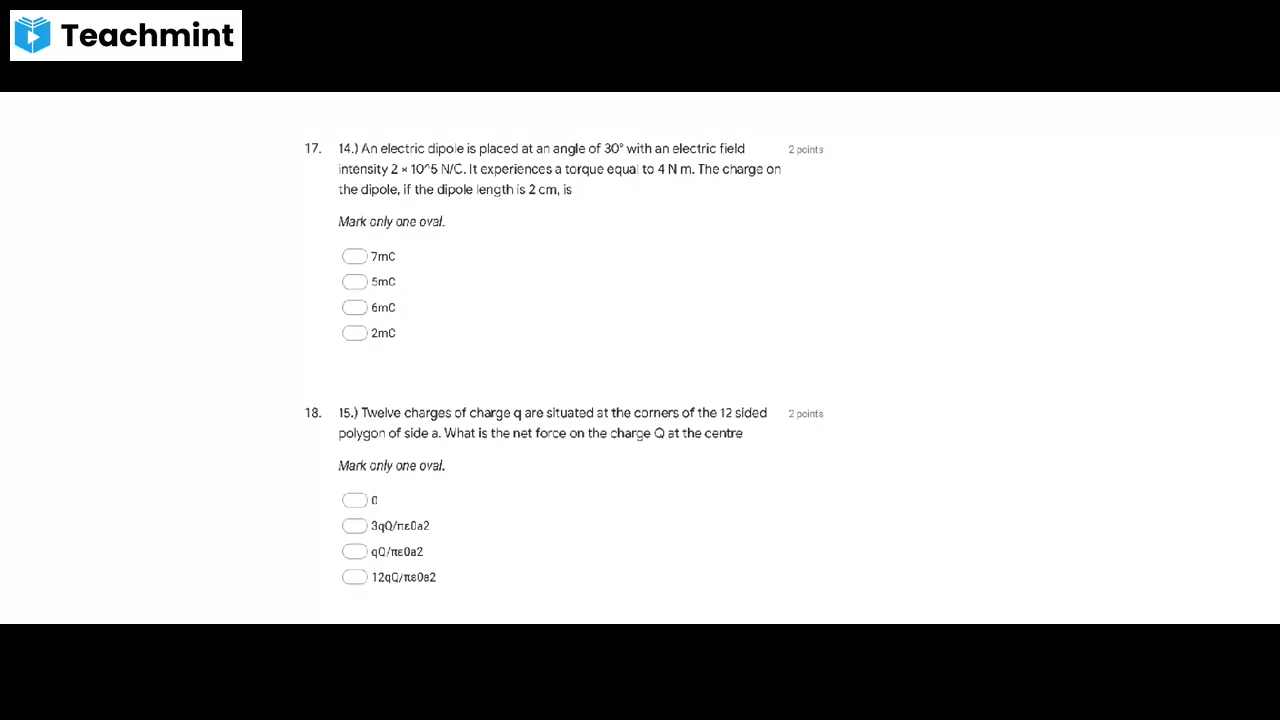 Teachmint
17. 14.) An electric dipole is placed at an angle of 30° with an electric field 2 points
intensity 2 × 10^5 N/C. It experiences a torque equal to 4 N m. The charge on
the dipole, if the dipole length is 2 cm, is
Mark only one oval.
7mC
5mC
6mC
2mC
18. 15.) Twelve charges of charge q are situated at the corners of the 12 sided 2 points
polygon of side a. What is the net force on the charge Q at the centre
Mark only one oval.
0
3qQ/πε0a2
qQ/πε0a2
12qQ/πε0a2